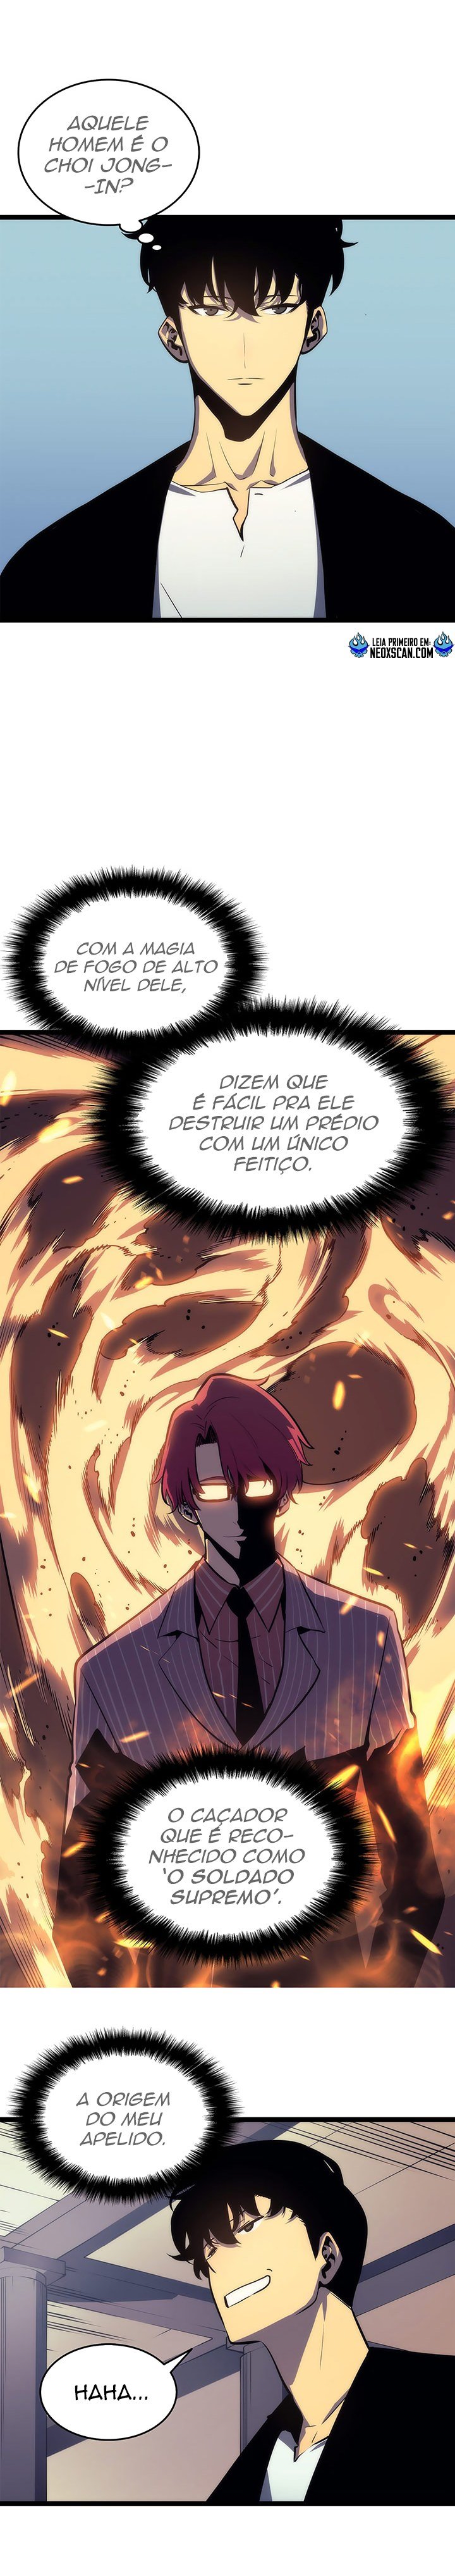 AQUELE
HOMEM É O
CHOI JONG-
-IN?
LEIA PRIMEIRO EM:
NEOXSCAN.COM
COM A MAGIA
DE FOGO DE ALTO
NÍVEL DELE,
DIZEM QUE
É FÁCIL PRA ELE
DESTRUIR UM PRÉDIO
COM UM ÚNICO
FEITIÇO.
O CAÇADOR
QUE É RECO-
NHECIDO COMO
'O SOLDADO
SUPREMO'.
A ORIGEM
DO MEU
APELIDO.
HAHA...